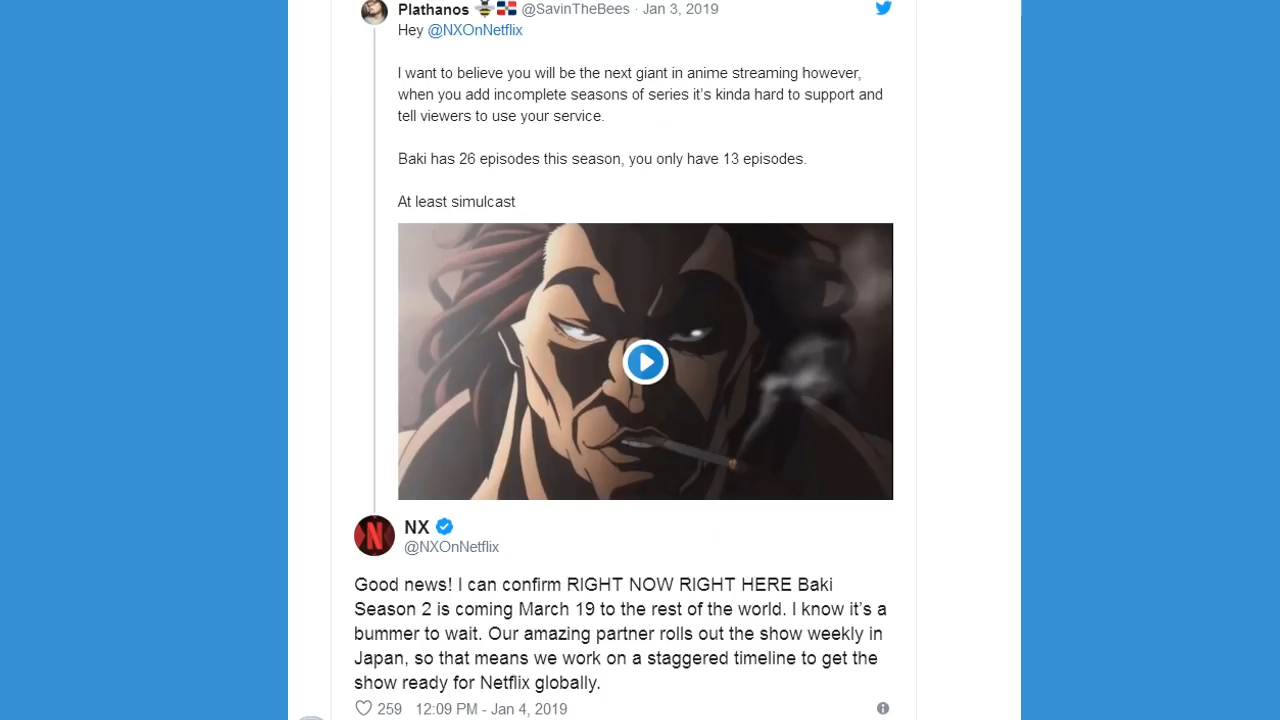 Plathanos @SavinTheBees · Jan 3, 2019
Hey @NXOnNetflix
I want to believe you will be the next giant in anime streaming however,
when you add incomplete seasons of series it's kinda hard to support and
tell viewers to use your service.
Baki has 26 episodes this season, you only have 13 episodes.
At least simulcast
N
NX
@NXOnNetflix
Good news! I can confirm RIGHT NOW RIGHT HERE Baki
Season 2 is coming March 19 to the rest of the world. I know it's a
bummer to wait. Our amazing partner rolls out the show weekly in
Japan, so that means we work on a staggered timeline to get the
show ready for Netflix globally.
259 12:09 PM - Jan 4, 2019